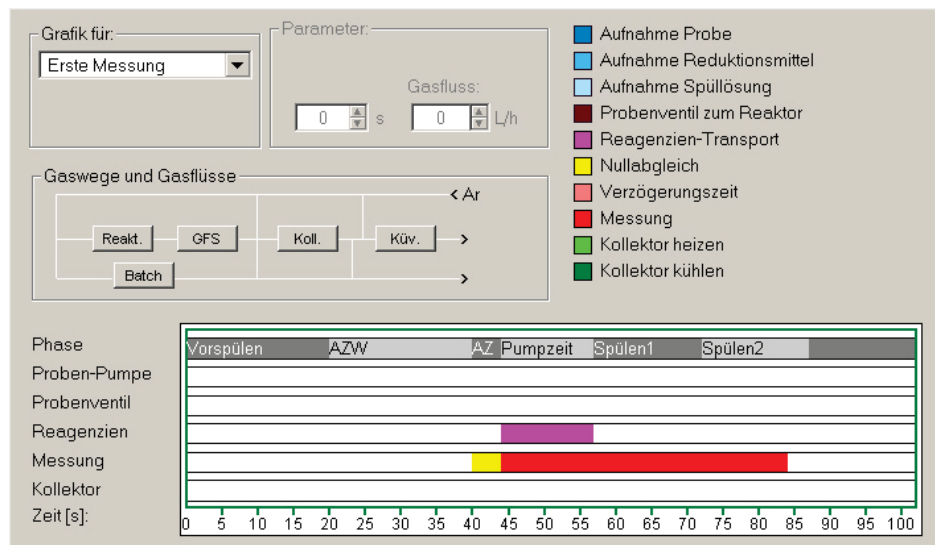 Grafik für:
Erste Messung
Parameter:
Gasfluss:
0 s 0 L/h
Aufnahme Probe
Aufnahme Reduktionsmittel
Aufnahme Spüllösung
Probenventil zum Reaktor
Reagenzien-Transport
Nullabgleich
Verzögerungszeit
Messung
Kollektor heizen
Kollektor kühlen
Gaswege und Gasflüsse
< Ar
Reakt. GFS Koll. Küv. >
Batch >
Phase Vorspülen AZW AZ Pumpzeit Spülen1 Spülen2
Proben-Pumpe
Probenventil
Reagenzien
Messung
Kollektor
Zeit [s]: 0 5 10 15 20 25 30 35 40 45 50 55 60 65 70 75 80 85 90 95 100